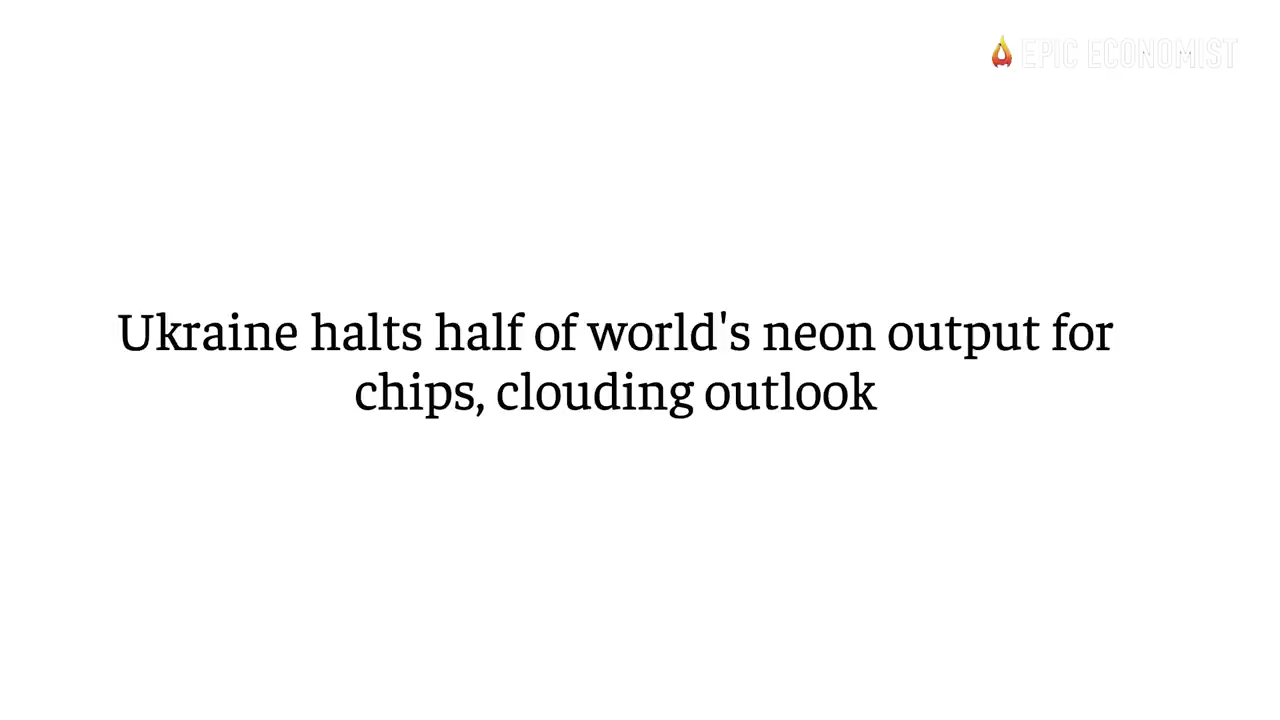 EPIC ECONOMIST
Ukraine halts half of world's neon output for
chips, clouding outlook